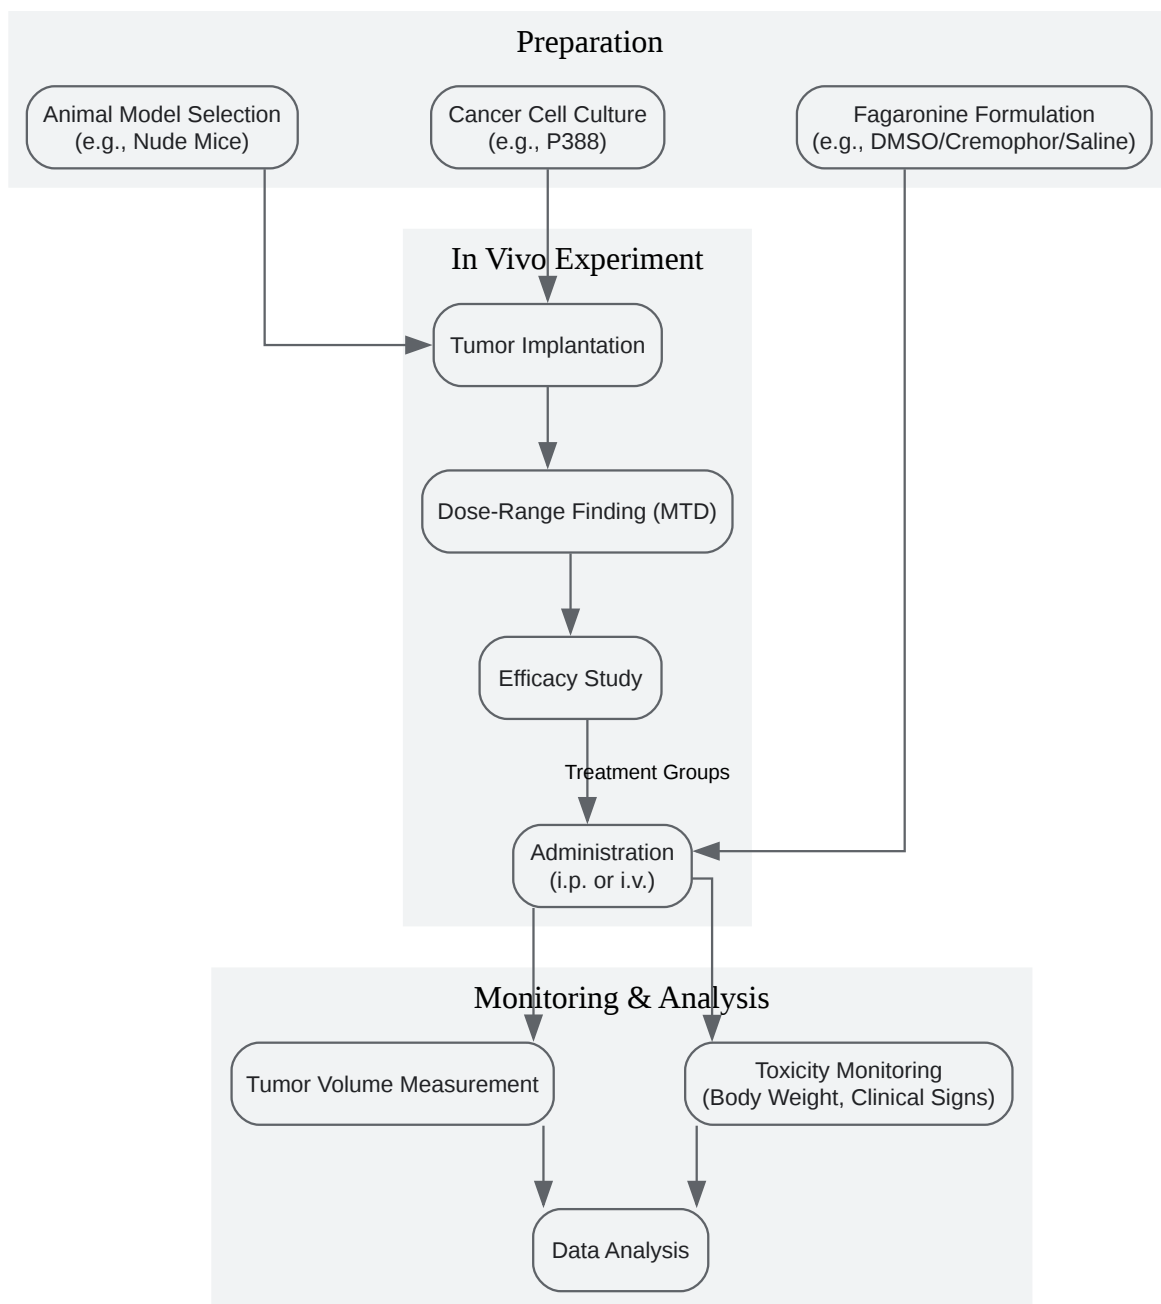 Preparation
Animal Model Selection
(e.g., Nude Mice)
Cancer Cell Culture
(e.g., P388)
Fagaronine Formulation
(e.g., DMSO/Cremophor/Saline)
In Vivo Experiment
Tumor Implantation
Dose-Range Finding (MTD)
Efficacy Study
Treatment Groups
Administration
(i.p. or i.v.)
Monitoring & Analysis
Tumor Volume Measurement
Toxicity Monitoring
(Body Weight, Clinical Signs)
Data Analysis